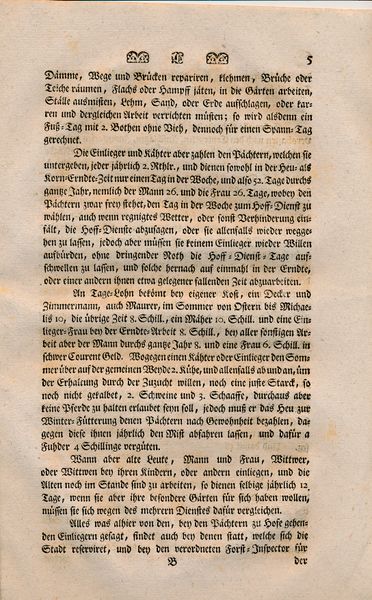 5
Dämme, Wege und Brücken repariren, klehmen, Brüche oder
Teiche räumen, Flachs oder Hampff jäten, in die Gärten arbeiten,
Ställe ausmisten, Lehm, Sand, oder Erde aufschlagen, oder kar-
ren und dergleichen Arbeit verrichten müssen; so wird alsdenn ein
Fuß-Tag mit 2. Bothen ohne Vieh, dennoch für einen Spann-Tag
gerechnet.
Die Einlieger und Kähter aber zahlen den Pächtern, welchen sie
untergeben, jeder jährlich 2. Rthlr., und dienen sowohl in der Heu- als
Korn-Erndte-Zeit nur einen Tag in der Woche, und also 52. Tage durchs
gantze Jahr, nemlich der Mann 26. und die Frau 26. Tage, wobey den
Pächtern zwar frey stehet, den Tag in der Woche zum Hoff-Dienst zu
wählen, auch wenn regnigtes Wetter, oder sonst Verhinderung ein-
fält, die Hoff-Dienste abzusagen, oder sie allenfalls wieder wegge-
hen zu lassen, jedoch aber müssen sie keinem Einlieger wieder Willen
aufbürden, ohne dringender Noth die Hoff-Dienst-Tage auf-
schwellen zu lassen, und solche hernach auf einmahl in der Erndte,
oder einer andern ihnen etwa gelegener fallenden Zeit abzuarbeiten.
An Tage-Lohn bekömt bey eigener Kost, ein Decker und
Zimmermann, auch Maurer, im Sommer von Ostern bis Michae-
lis 10, die übrige Zeit 8. Schill., ein Mäher 10. Schill. und eine Ein-
lieger-Frau bey der Erndte-Arbeit 8. Schill., bey aller sonstigen Ar-
beit aber der Mann durchs gantze Jahr 8. und eine Frau 6. Schill. in
schwer Courent Geld. Wogegen einen Kähter oder Einlieger den Som-
mer über auf der gemeinen Weyde 2. Kühe, und allenfalls ab und an, üm
der Erhalcung durch der Zuzucht willen, noch eine juste Starck, so
noch nicht gekalbet, 2. Schweine und 3. Schaaffe, durchaus aber
keine Pferde zu halten erlaubet seyn soll, jedoch muß er das Heu zur
Winter-Fütterung denen Pächtern nach Gewohnheit bezahlen, da-
gegen diese ihnen jährlich den Mist abfahren lassen, und dafür a
Fuhder 4 Schillinge vergüten.
Wann aber alte Leute, Mann und Frau, Wittwer,
oder Wittwen bey ihren Kindern, oder andern einliegen, und die
Alten noch im Stande sind zu arbeiten, so dienen selbige jährlich 12.
Tage, wenn sie aber ihre besondere Gärten für sich haben wollen,
müssen sie sich wegen des mehrern Dienstes dafür vergleichen.
Alles was alhier von den, bey den Pächtern zu Hofe gehen-
den Einliegern gesagt, findet auch bey denen statt, welche sich die
Stadt reserviret, und bey den verordneten Forst-Inspector für
B der